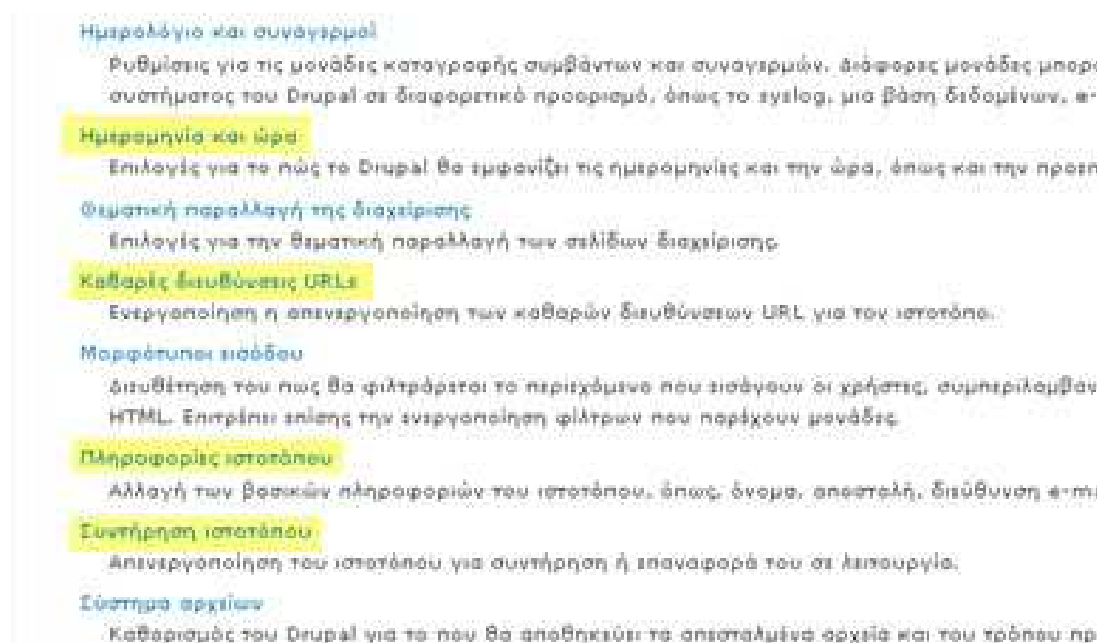 Ημερολόγιο και συναγερμοί
Ρυθμίσεις για τις μονάδες καταγραφής συμβάντων και συναγερμών. Διάφορες μονάδες μπορο
συστήματος του Drupal σε διαφορετικό προορισμό, όπως το syslog, μια βάση δεδομένων, e-
Ημερομηνία και ώρα
Επιλογές για το πώς το Drupal θα εμφανίζει τις ημερομηνίες και την ώρα, όπως και την προεπ
Θεματική παραλλαγή της διαχείρισης
Επιλογές για την θεματική παραλλαγή των σελίδων διαχείρισης.
Καθαρές διευθύνσεις URLs
Ενεργοποίηση η απενεργοποίηση των καθαρών διευθύνσεων URL για τον ιστοτόπο.
Μορφότυποι εισόδου
Διευθέτηση του πως θα φιλτράρεται το περιεχόμενο που εισάγουν οι χρήστες, συμπεριλαμβάν
HTML. Επιτρέπει επίσης την ενεργοποίηση φίλτρων που παρέχουν μονάδες.
Πληροφορίες ιστοτόπου
Αλλαγή των βασικών πληροφοριών του ιστοτόπου, όπως, όνομα, αποστολή, διεύθυνση e-ma
Συντήρηση ιστοτόπου
Απενεργοποίηση του ιστοτόπου για συντήρηση ή επαναφορά του σε λειτουργία.
Σύστημα αρχείων
Καθορισμός του Drupal για το που θα αποθηκεύει τα απεσταλμένα αρχεία και του τρόπου πρ